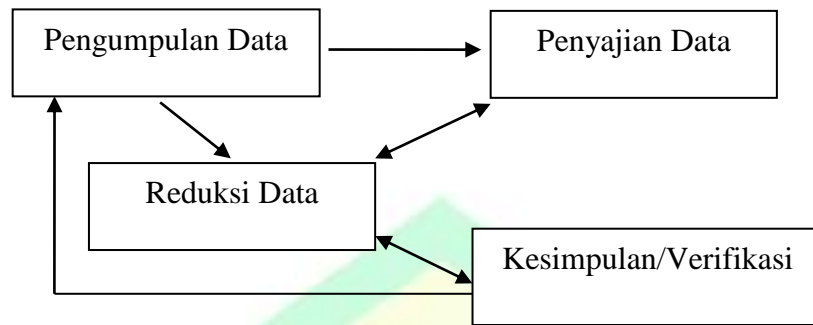 Pengumpulan Data
Penyajian Data
Reduksi Data
Kesimpulan/Verifikasi